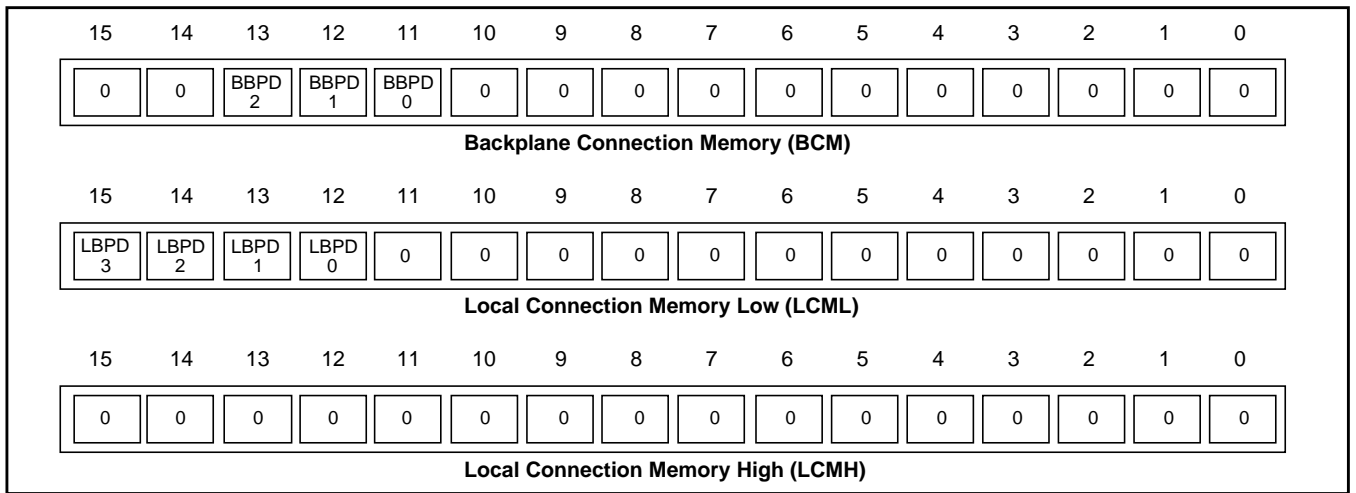 15 14 13 12 11 10 9 8 7 6 5 4 3 2 1 0
0 0 BBPD 2 BBPD 1 BBPD 0 0 0 0 0 0 0 0 0 0 0 0
Backplane Connection Memory (BCM)
15 14 13 12 11 10 9 8 7 6 5 4 3 2 1 0
LBPD 3 LBPD 2 LBPD 1 LBPD 0 0 0 0 0 0 0 0 0 0 0 0 0
Local Connection Memory Low (LCML)
15 14 13 12 11 10 9 8 7 6 5 4 3 2 1 0
0 0 0 0 0 0 0 0 0 0 0 0 0 0 0 0
Local Connection Memory High (LCMH)